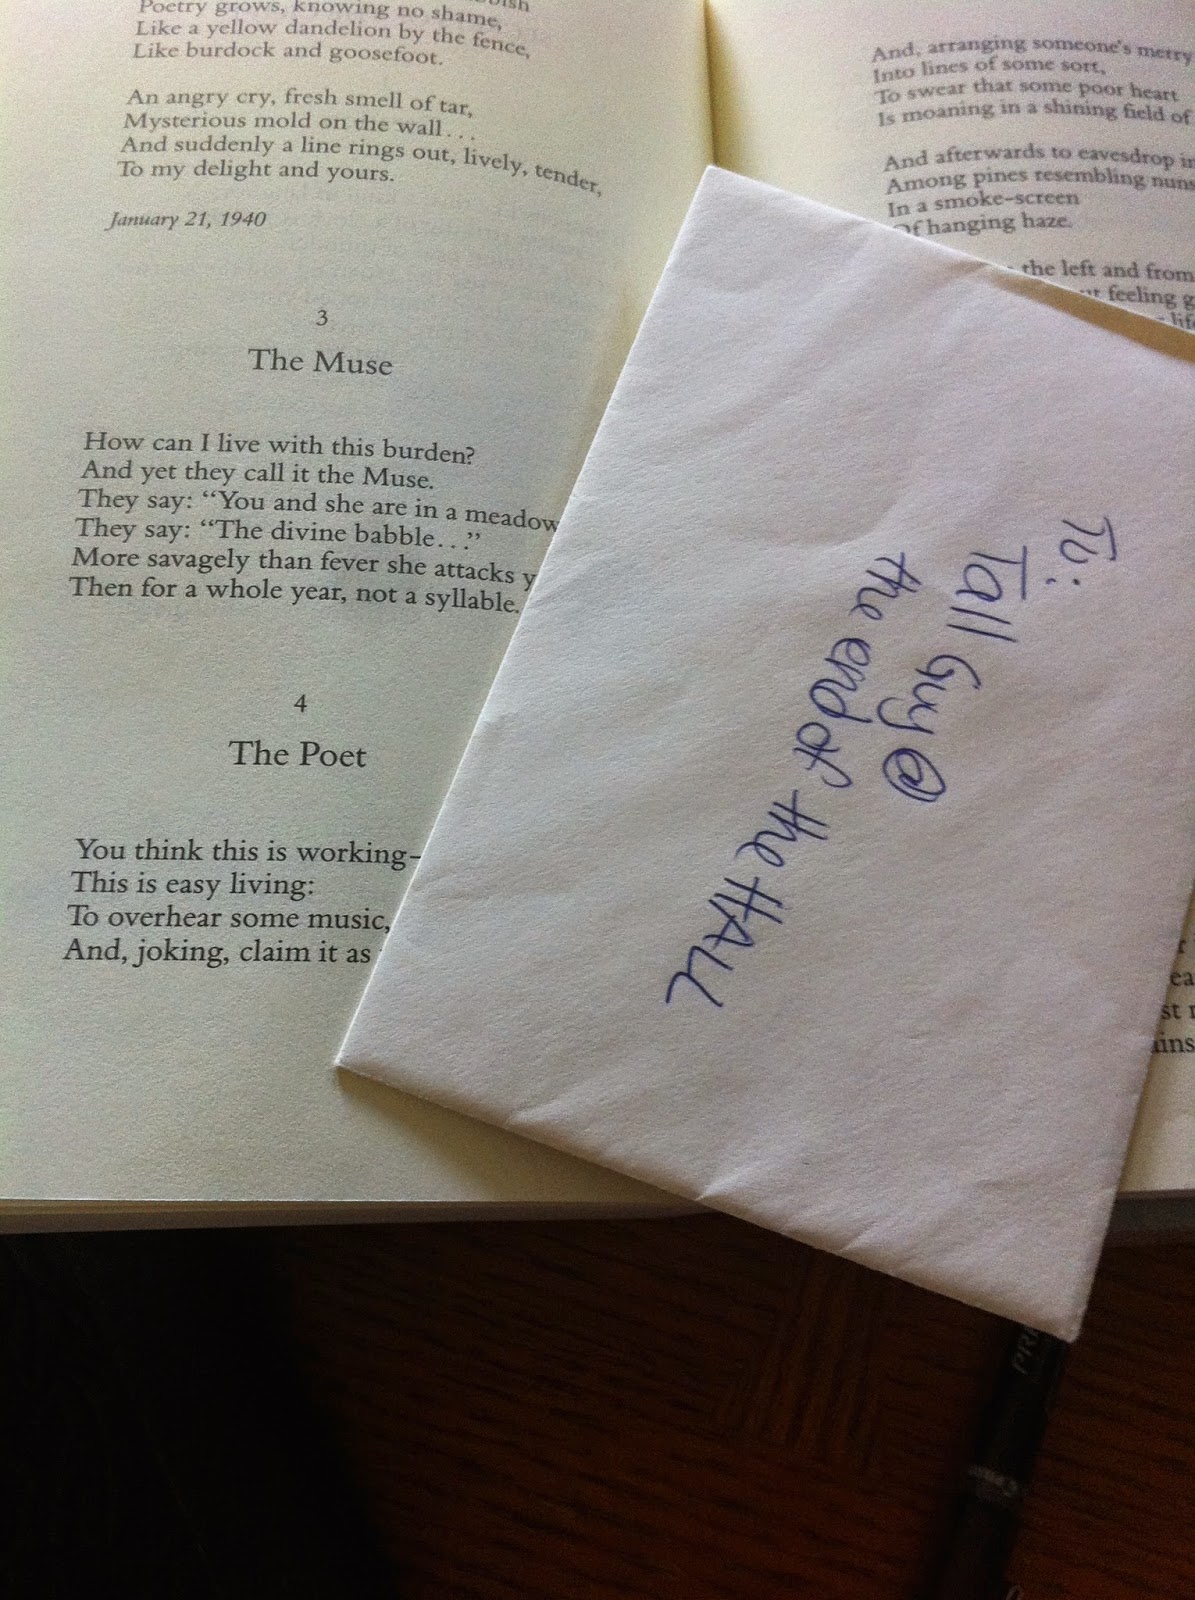 Poetry grows, knowing no shame,
Like a yellow dandelion by the fence,
Like burdock and goosefoot.
An angry cry, fresh smell of tar,
Mysterious mold on the wall...
And suddenly a line rings out, lively, tender,
To my delight and yours.
January 21, 1940
3
The Muse
How can I live with this burden?
And yet they call it the Muse.
They say: “You and she are in a meadow
They say: “The divine babble...”
More savagely than fever she attacks y
Then for a whole year, not a syllable.
4
The Poet
You think this is working–
This is easy living:
To overhear some music,
And, joking, claim it as
And, arranging someone's merry
Into lines of some sort,
To swear that some poor heart
Is moaning in a shining field of
And afterwards to eavesdrop in
Among pines resembling nuns
In a smoke-screen
Of hanging haze.
the left and from
feeling g
life
ea
st
ains
To:
Tall Guy @
the end of the HALL